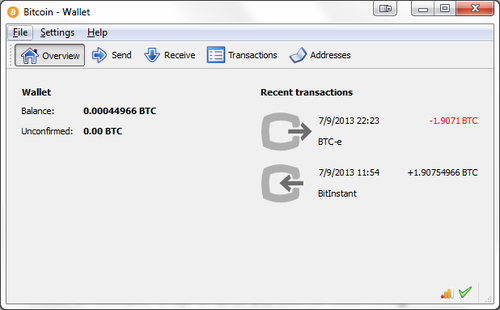 Bitcoin - Wallet
File Settings Help
Overview Send Receive Transactions Addresses
Wallet
Balance: 0.00044966 BTC
Unconfirmed: 0.00 BTC
Recent transactions
7/9/2013 22:23 -1.9071 BTC
BTC-e
7/9/2013 11:54 +1.90754966 BTC
BitInstant